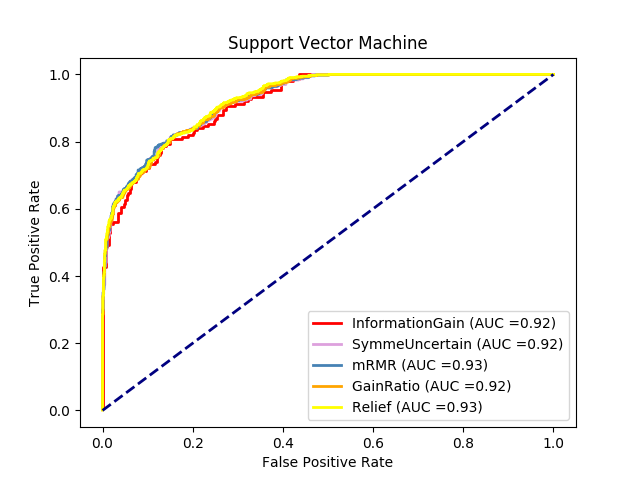 Support Vector Machine
True Positive Rate
1.0
0.8
0.6
0.4
0.2
0.0
InformationGain (AUC =0.92)
SymmeUncertain (AUC =0.92)
mRMR (AUC =0.93)
GainRatio (AUC =0.92)
Relief (AUC =0.93)
0.0 0.2 0.4 0.6 0.8 1.0
False Positive Rate